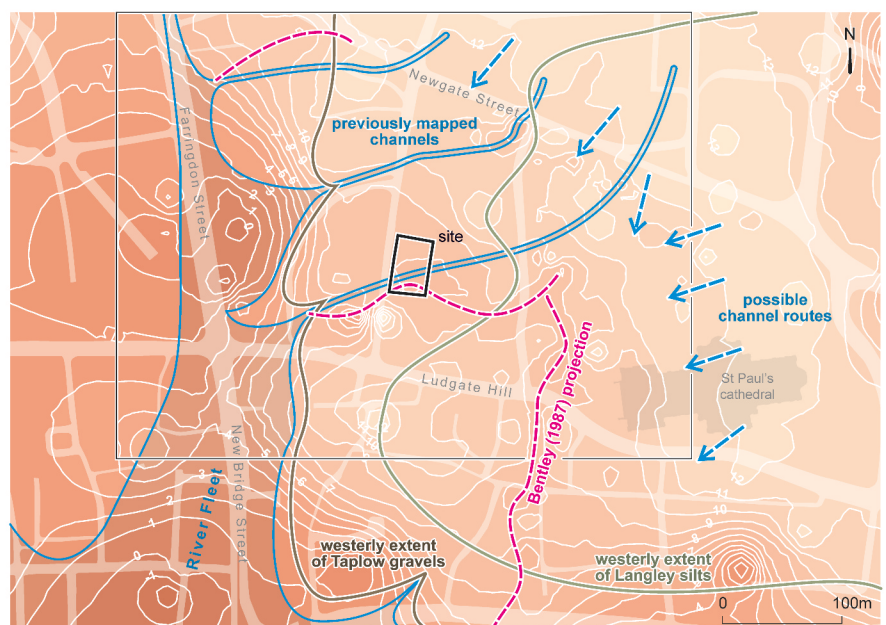 N
Newgate Street
previously mapped
channels
Farringdon Street
site
possible
channel routes
St Paul's
cathedral
Ludgate Hill
Bentley (1987) projection
New Bridge Street
River Fleet
westerly extent
of Taplow gravels
westerly extent
of Langley silts
0
100m